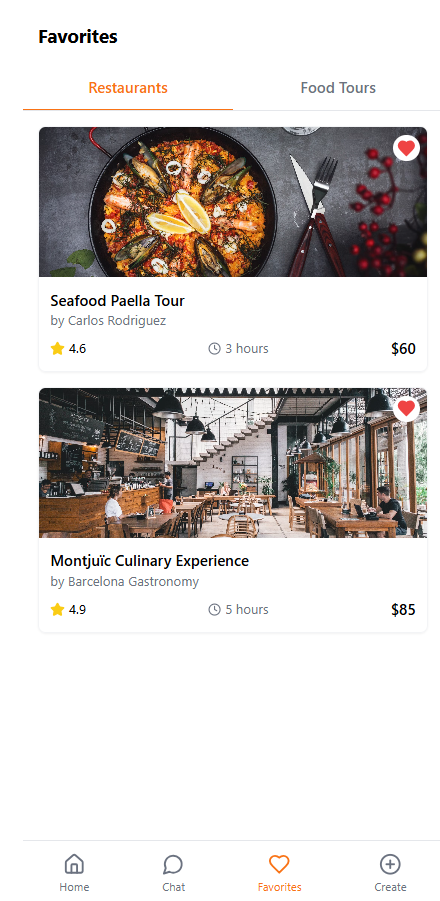 Favorites
Restaurants
Food Tours
Seafood Paella Tour
by Carlos Rodriguez
4.6
3 hours
$60
Montjuïc Culinary Experience
by Barcelona Gastronomy
4.9
5 hours
$85
Home
Chat
Favorites
Create